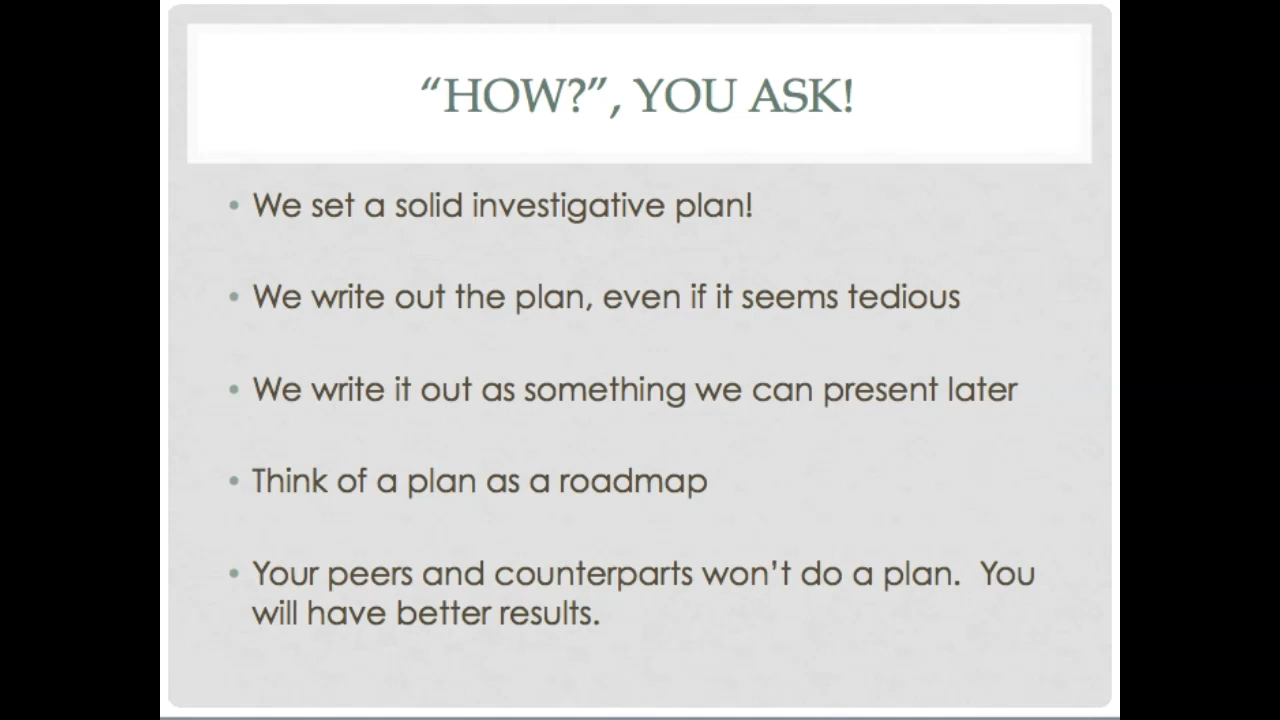 “HOW?”, YOU ASK!
• We set a solid investigative plan!
• We write out the plan, even if it seems tedious
• We write it out as something we can present later
• Think of a plan as a roadmap
• Your peers and counterparts won’t do a plan.  You
will have better results.